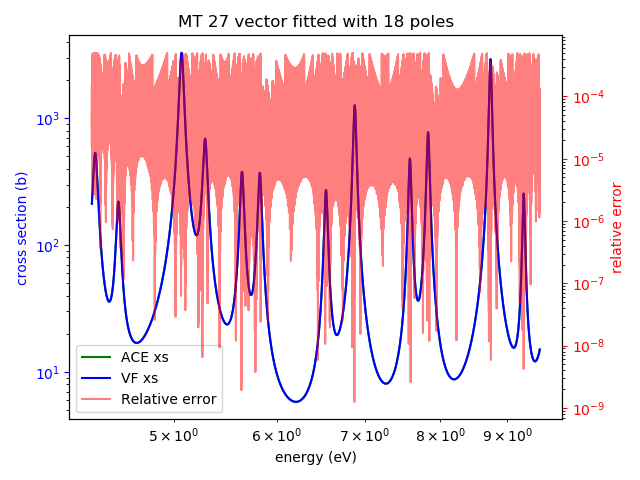 MT 27 vector fitted with 18 poles
cross section (b)
10³
10²
10¹
ACE xs
VF xs
Relative error
10⁻⁴
10⁻⁵
10⁻⁶
10⁻⁷
10⁻⁸
10⁻⁹
relative error
5 × 10⁰ 6 × 10⁰ 7 × 10⁰ 8 × 10⁰ 9 × 10⁰
energy (eV)